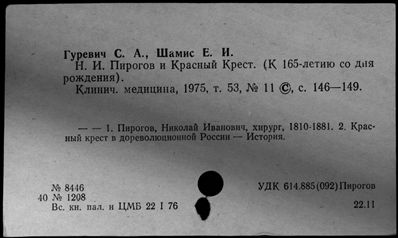 Гуревич С. А., Шамис Е. И.
Н. И. Пирогов и Красный Крест. (К 165-летию со дня
рождения).
Клинич. медицина, 1975, т. 53, № 11 ©, с. 146—149.
— — 1. Пирогов, Николай Иванович, хирург, 1810-1881. 2. Крас-
ный крест в дореволюционной России — История.
№ 8446
УДК 614.885(092)Пирогов
40 № 1208
Вс. кн. пал. и ЦМБ 22 I 76
22.11